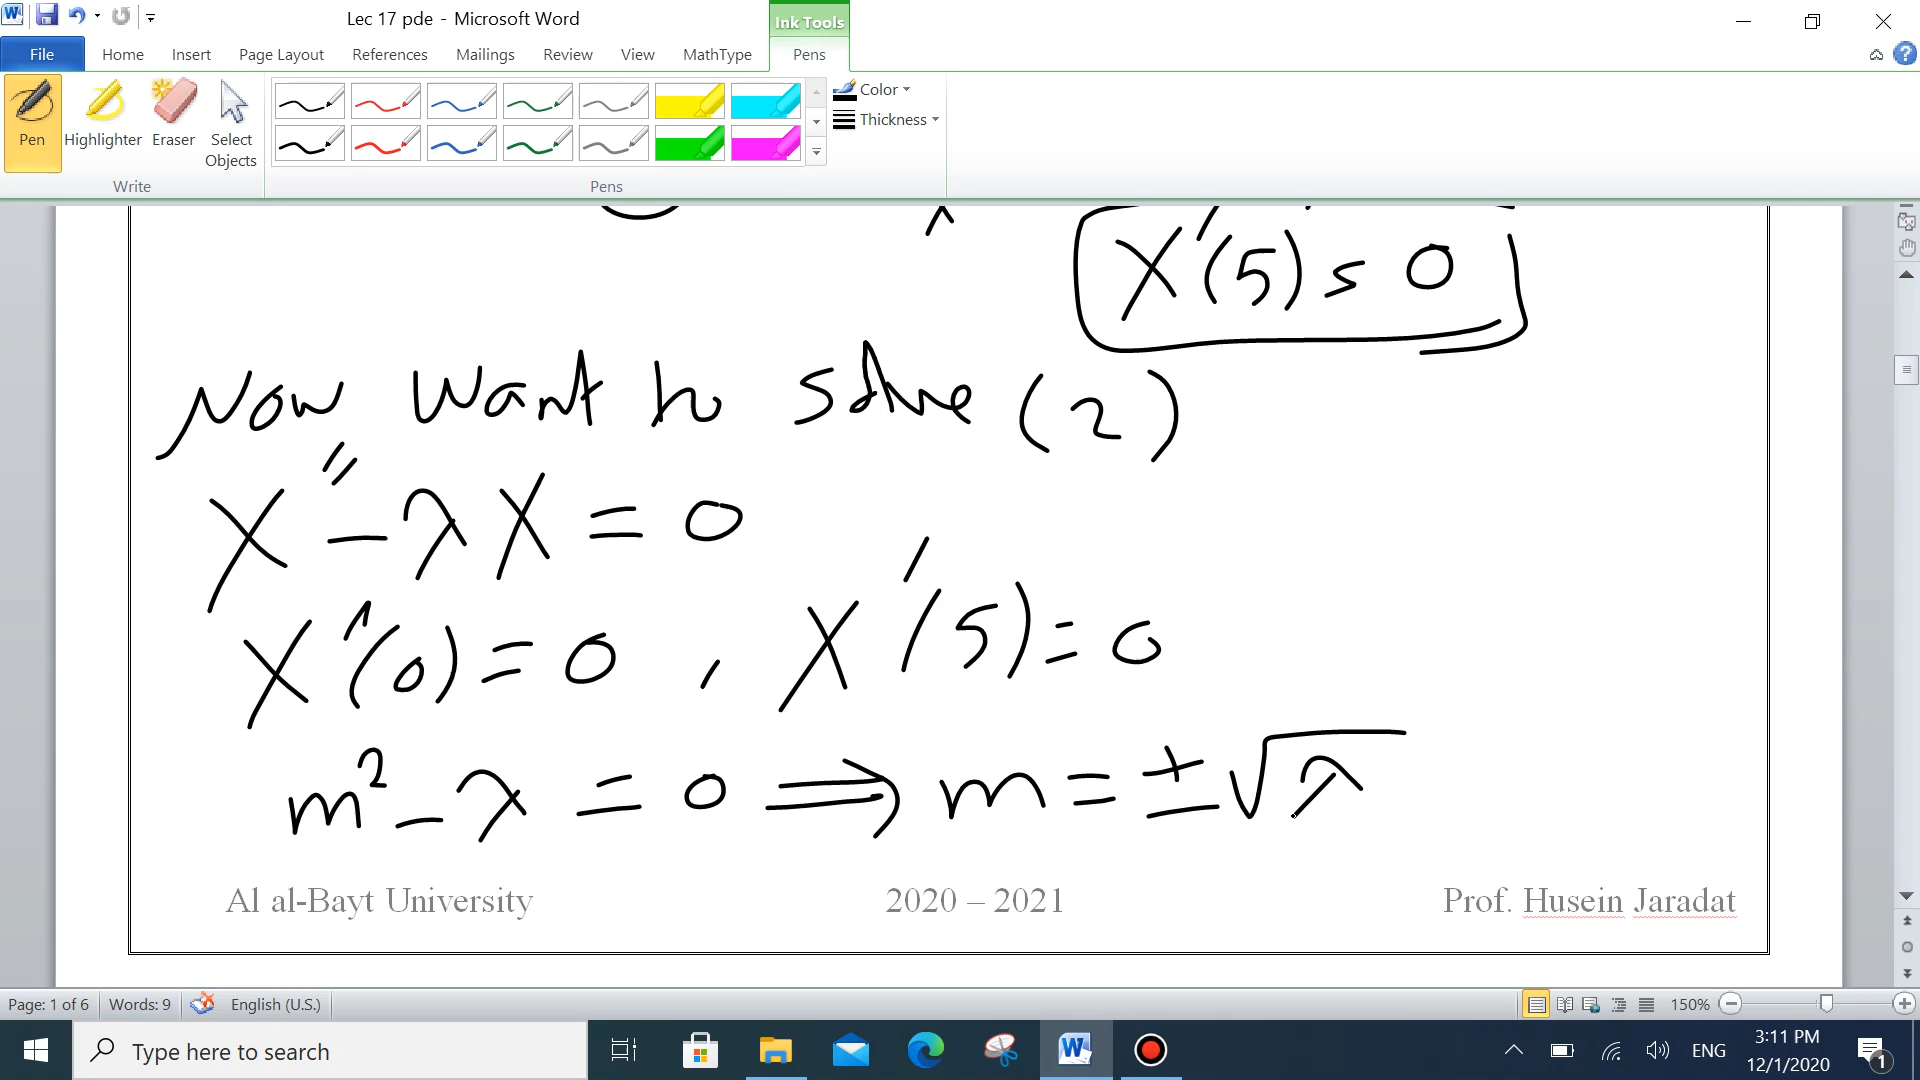 Lec 17 pde - Microsoft Word
Ink Tools
File Home Insert Page Layout References Mailings Review View MathType Pens
Pen Highlighter Eraser Select Objects
Color
Thickness
Write
Pens
X'(5) = 0
Now want to solve (2)
X'' - λX = 0
X'(0) = 0 , X'(5) = 0
m² - λ = 0 ⟹ m = ±√λ
Al al-Bayt University 2020 – 2021 Prof. Husein Jaradat
Page: 1 of 6 Words: 9 English (U.S.) 150%
Type here to search
ENG
3:11 PM
12/1/2020
1